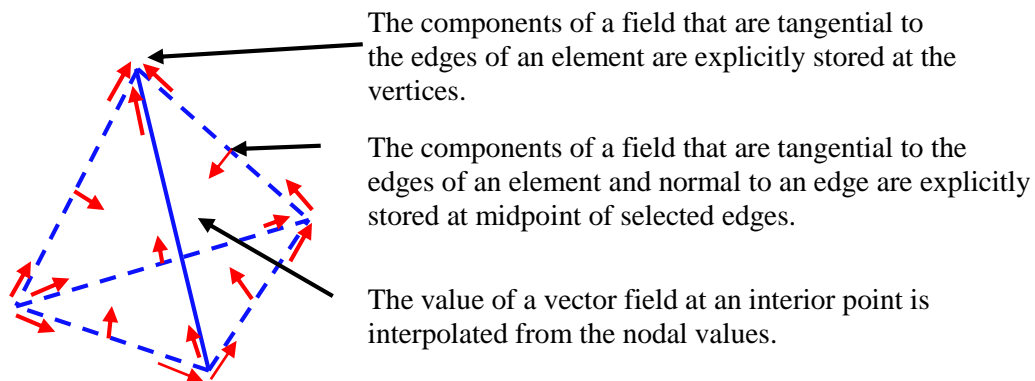 The components of a field that are tangential to
the edges of an element are explicitly stored at the
vertices.
The components of a field that are tangential to the
edges of an element and normal to an edge are explicitly
stored at midpoint of selected edges.
The value of a vector field at an interior point is
interpolated from the nodal values.